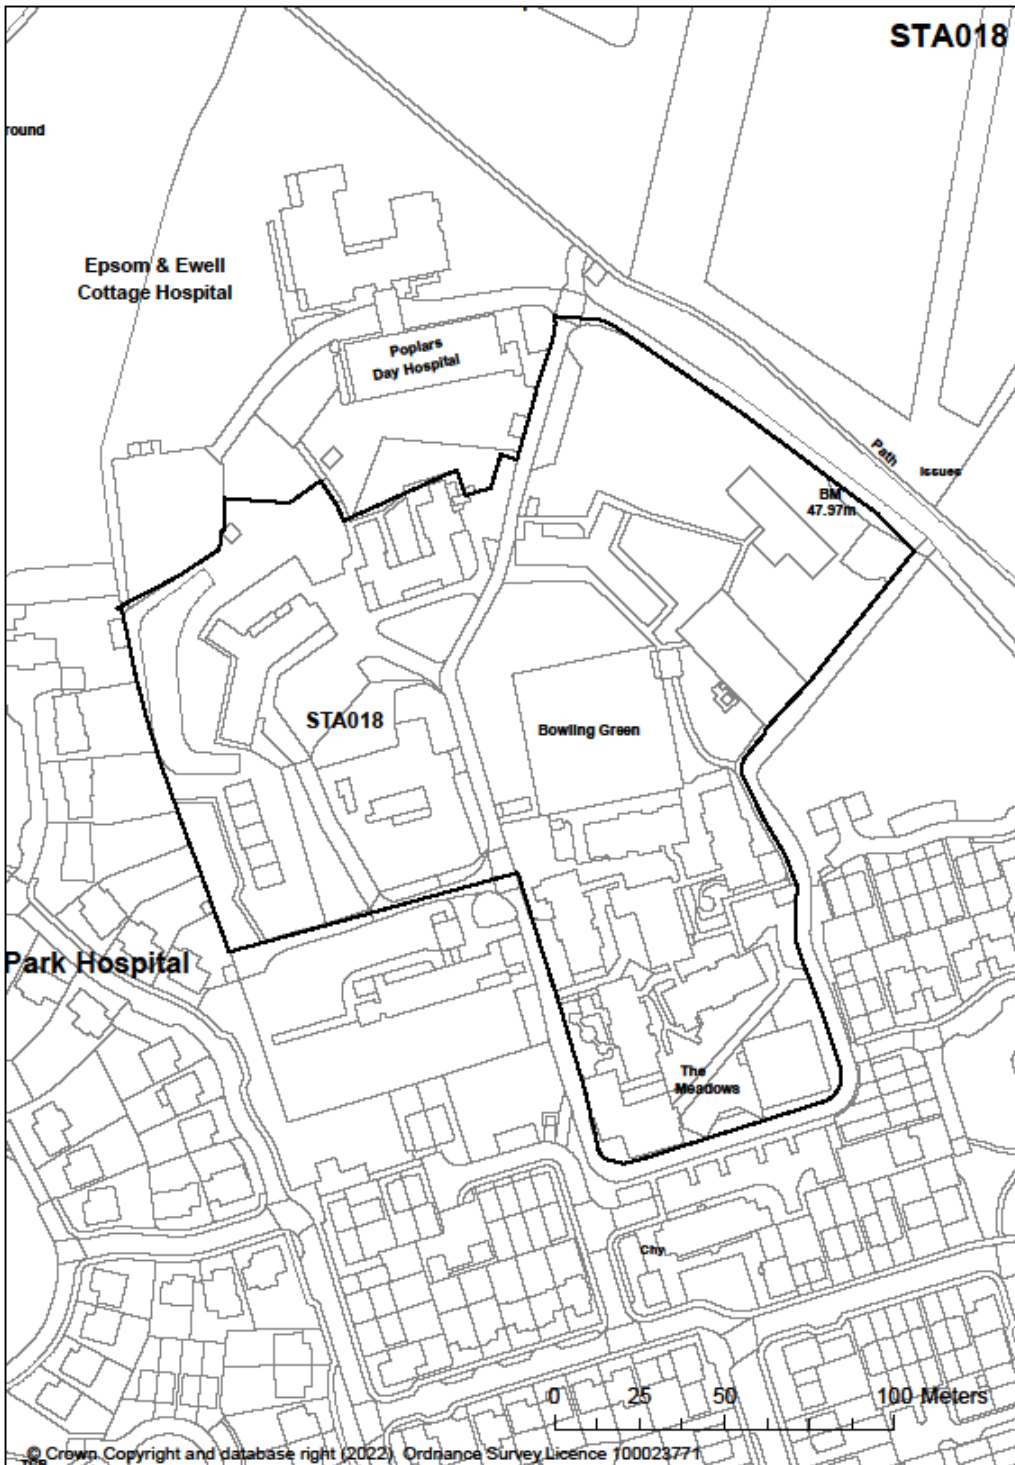 STA018
round
Epsom & Ewell
Cottage Hospital
Poplars
Day Hospital
Path
Issues
BM
47.97m
STA018
Bowling Green
Park Hospital
The
Meadows
Chy
0 25 50 100 Meters
© Crown Copyright and database right (2022). Ordnance Survey Licence 100023771